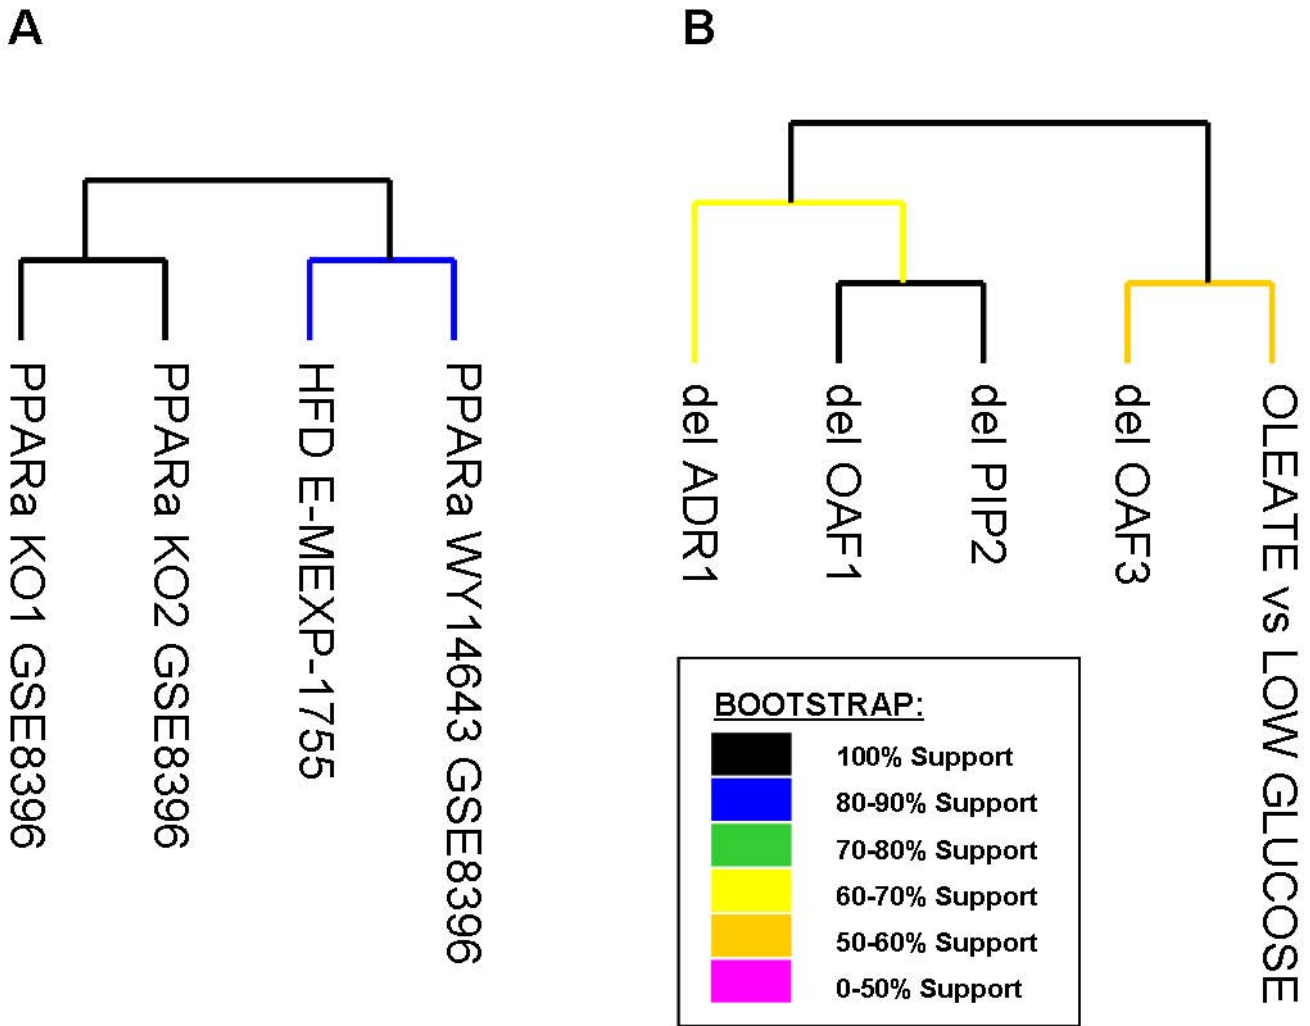 A
B
PPARa KO1 GSE8396
PPARa KO2 GSE8396
HFD E-MEXP-1755
PPARa WY14643 GSE8396
del ADR1
del OAF1
del PIP2
del OAF3
OLEATE vs LOW GLUCOSE
BOOTSTRAP:
100% Support
80-90% Support
70-80% Support
60-70% Support
50-60% Support
0-50% Support